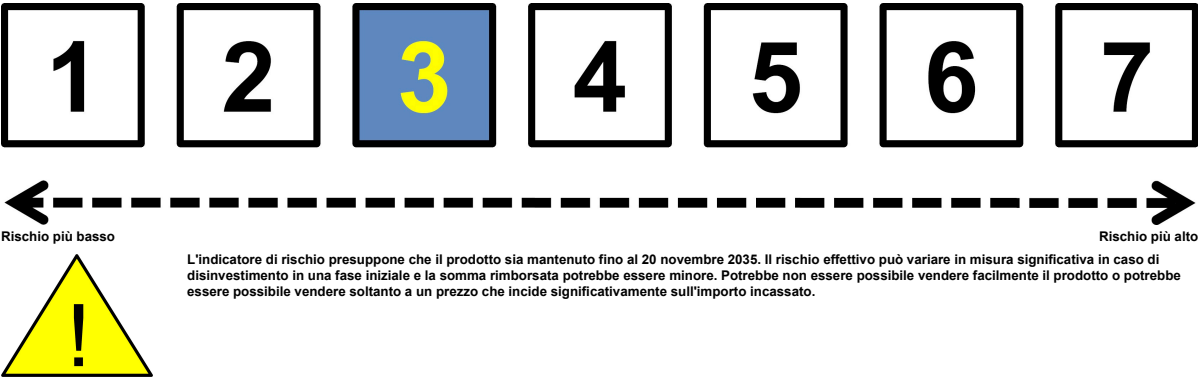 1 2 3 4 5 6 7
Rischio più basso Rischio più alto
L'indicatore di rischio presuppone che il prodotto sia mantenuto fino al 20 novembre 2035. Il rischio effettivo può variare in misura significativa in caso di
disinvestimento in una fase iniziale e la somma rimborsata potrebbe essere minore. Potrebbe non essere possibile vendere facilmente il prodotto o potrebbe
essere possibile vendere soltanto a un prezzo che incide significativamente sull'importo incassato.
!